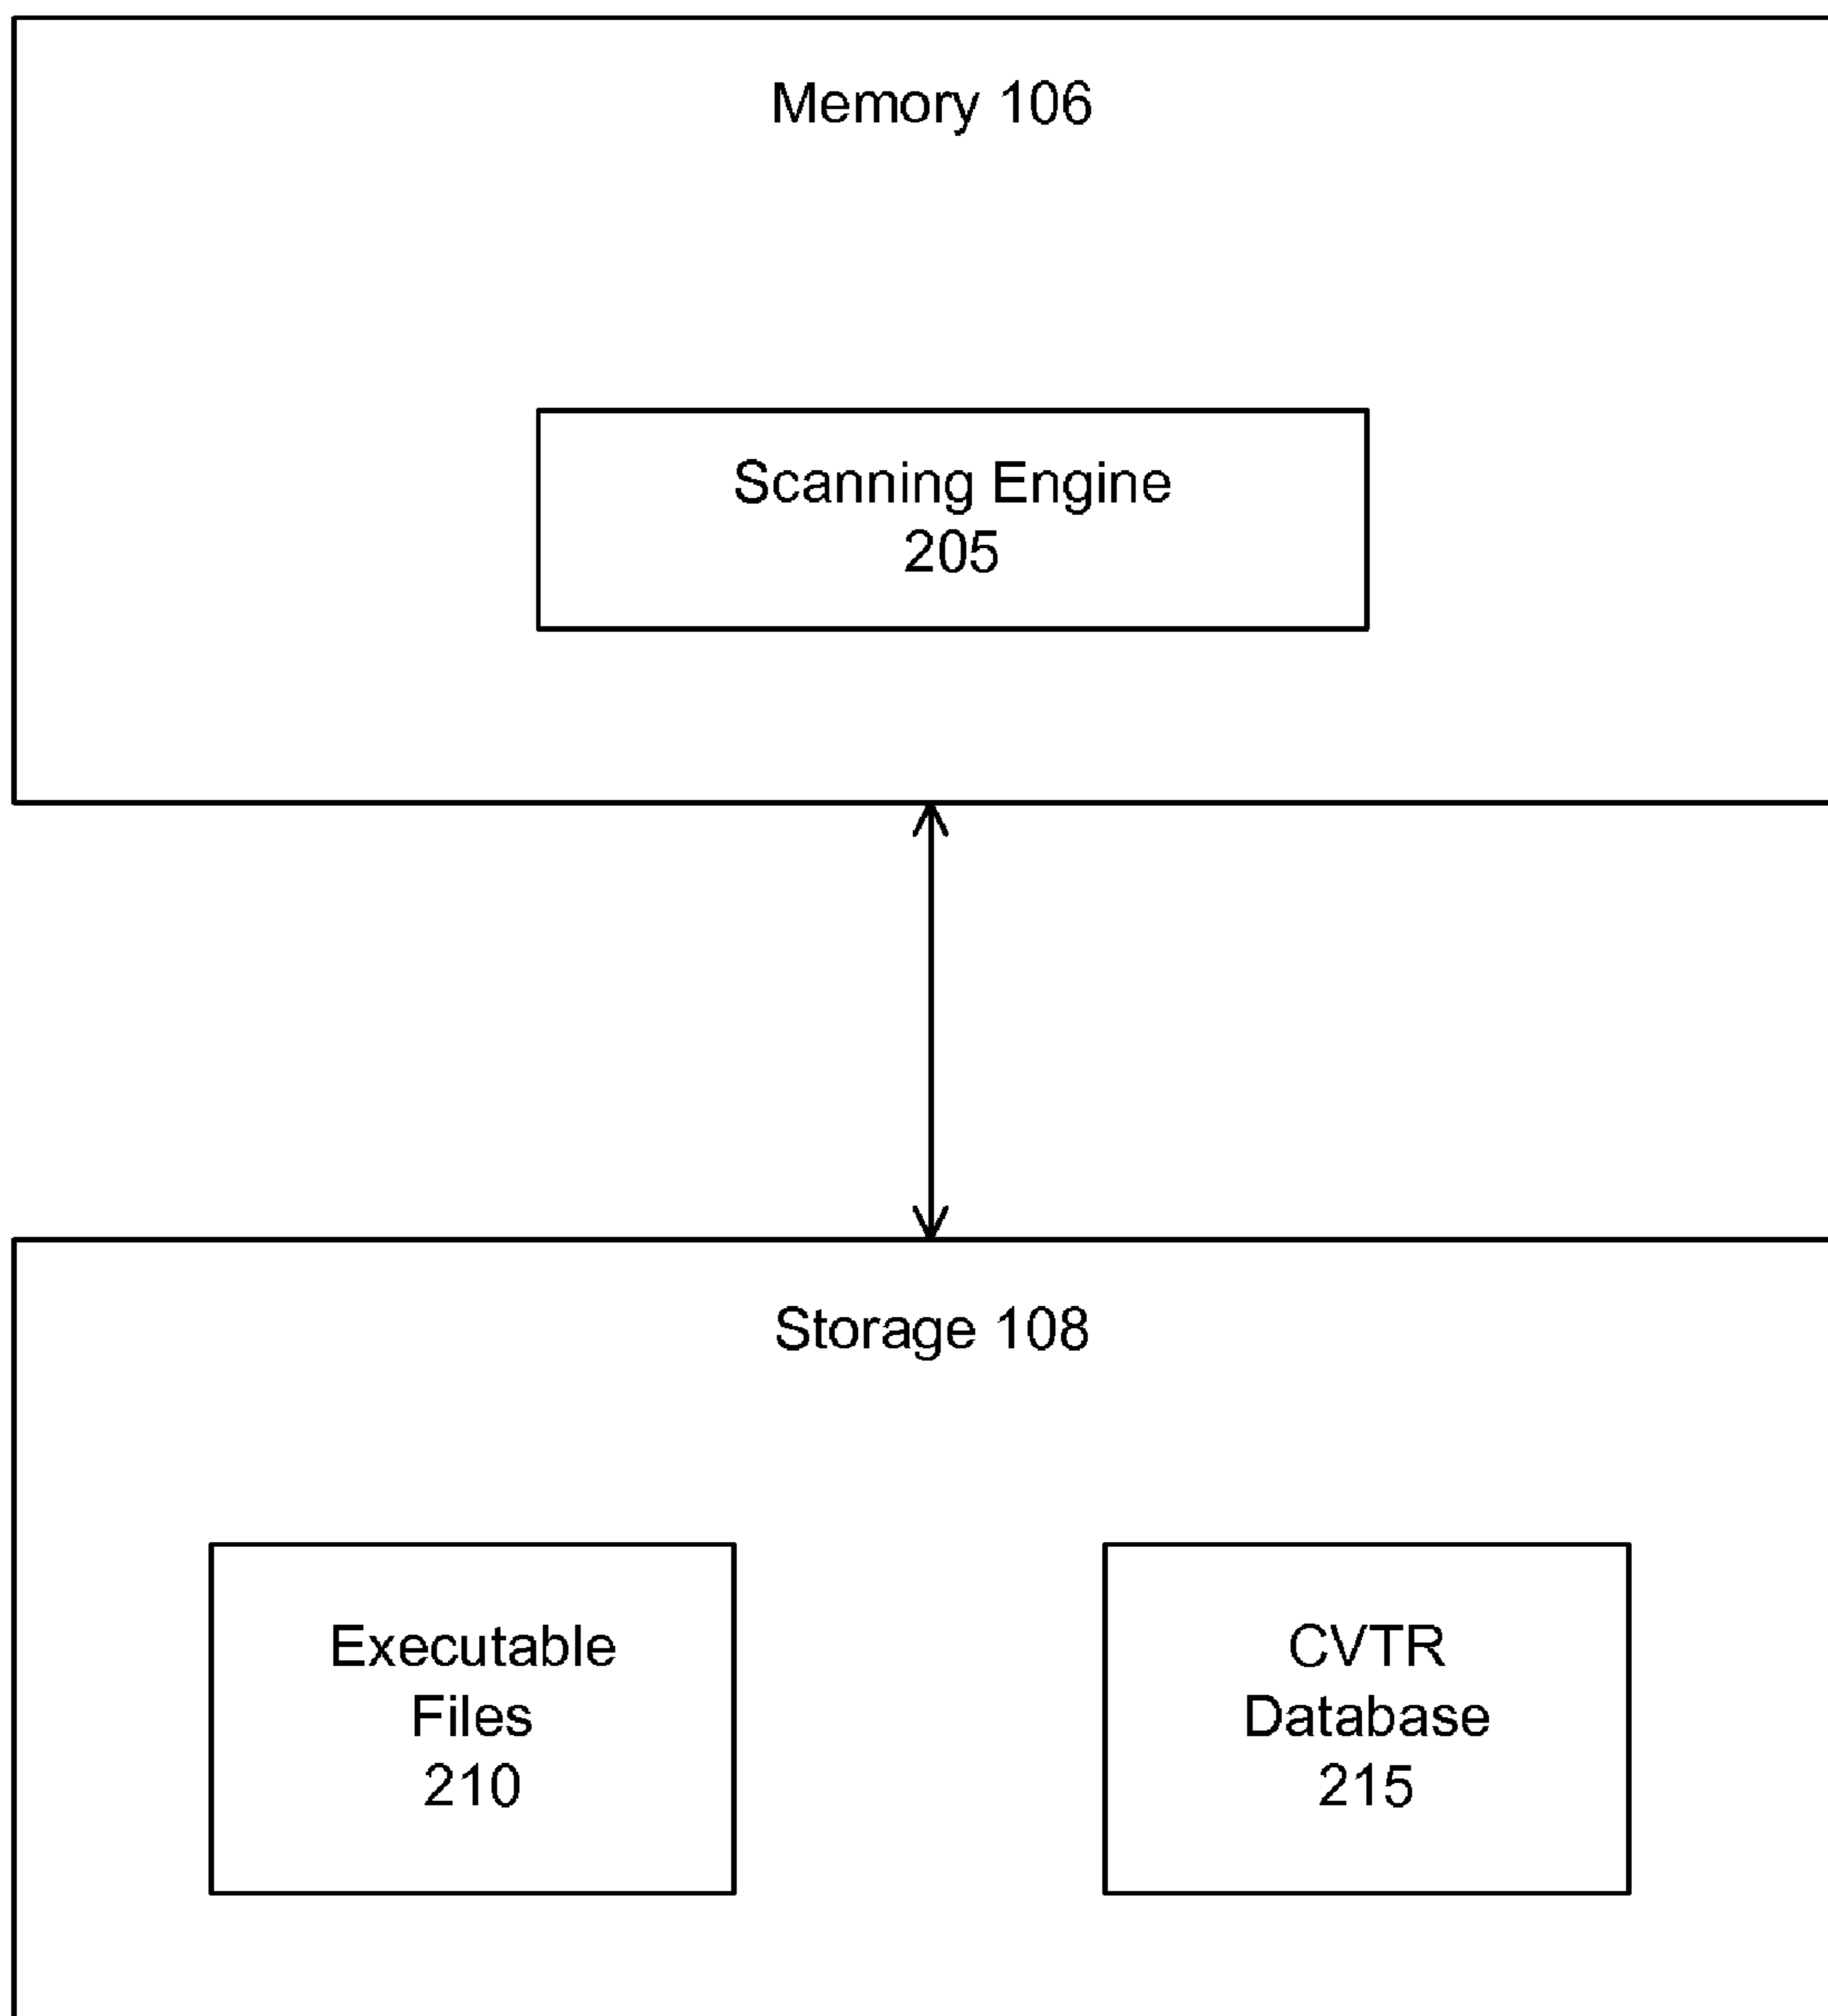 Memory 106
Scanning Engine
205
Storage 108
Executable
Files
210
CVTR
Database
215